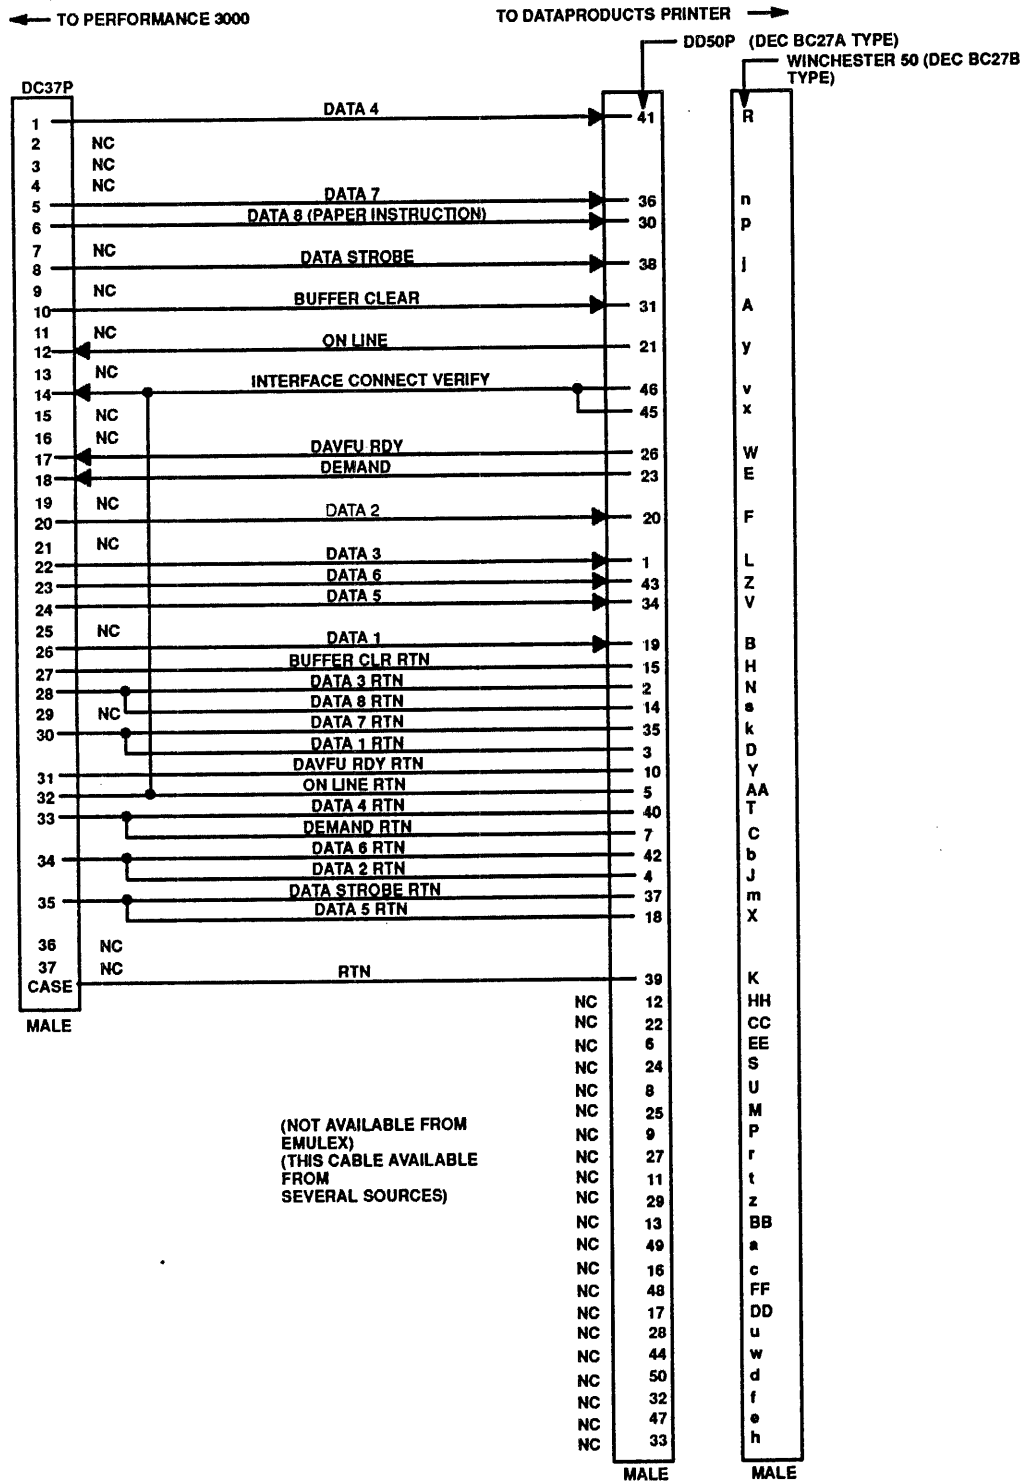 TO PERFORMANCE 3000
TO DATAPRODUCTS PRINTER
DD50P (DEC BC27A TYPE)
WINCHESTER 50 (DEC BC27B
TYPE)
DC37P
1 DATA 4 41 R
2 NC
3 NC
4 NC
5 DATA 7 36 n
6 DATA 8 (PAPER INSTRUCTION) 30 p
7 NC
8 DATA STROBE 38 j
9 NC
10 BUFFER CLEAR 31 A
11 NC
12 ON LINE 21 y
13 NC
14 INTERFACE CONNECT VERIFY 46 v
45 x
15 NC
16 NC
17 DAVFU RDY 26 W
18 DEMAND 23 E
19 NC
20 DATA 2 20 F
21 NC
22 DATA 3 1 L
23 DATA 6 43 Z
24 DATA 5 34 V
25 NC
26 DATA 1 19 B
27 BUFFER CLR RTN 15 H
28 DATA 3 RTN 2 N
DATA 8 RTN 14 s
29 NC
30 DATA 7 RTN 35 k
DATA 1 RTN 3 D
31 DAVFU RDY RTN 10 Y
32 ON LINE RTN 5 AA
33 DATA 4 RTN 40 T
DEMAND RTN 7 C
34 DATA 6 RTN 42 b
DATA 2 RTN 4 J
35 DATA STROBE RTN 37 m
DATA 5 RTN 18 X
36 NC
37 NC
CASE RTN 39 K
MALE
NC 12 HH
NC 22 CC
NC 6 EE
NC 24 S
NC 8 U
NC 25 M
NC 9 P
NC 27 r
NC 11 t
NC 29 z
NC 13 BB
NC 49 a
NC 16 c
NC 48 FF
NC 17 DD
NC 28 u
NC 44 w
NC 50 d
NC 32 f
NC 47 e
NC 33 h
(NOT AVAILABLE FROM
EMULEX)
(THIS CABLE AVAILABLE
FROM
SEVERAL SOURCES)
MALE
MALE